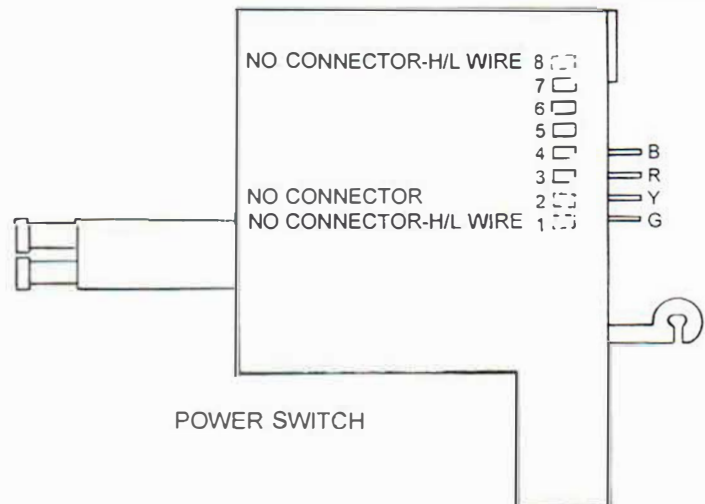 NO CONNECTOR-H/L WIRE 8
7
6
5
4 B
3 R
NO CONNECTOR 2 Y
NO CONNECTOR-H/L WIRE 1 G
POWER SWITCH